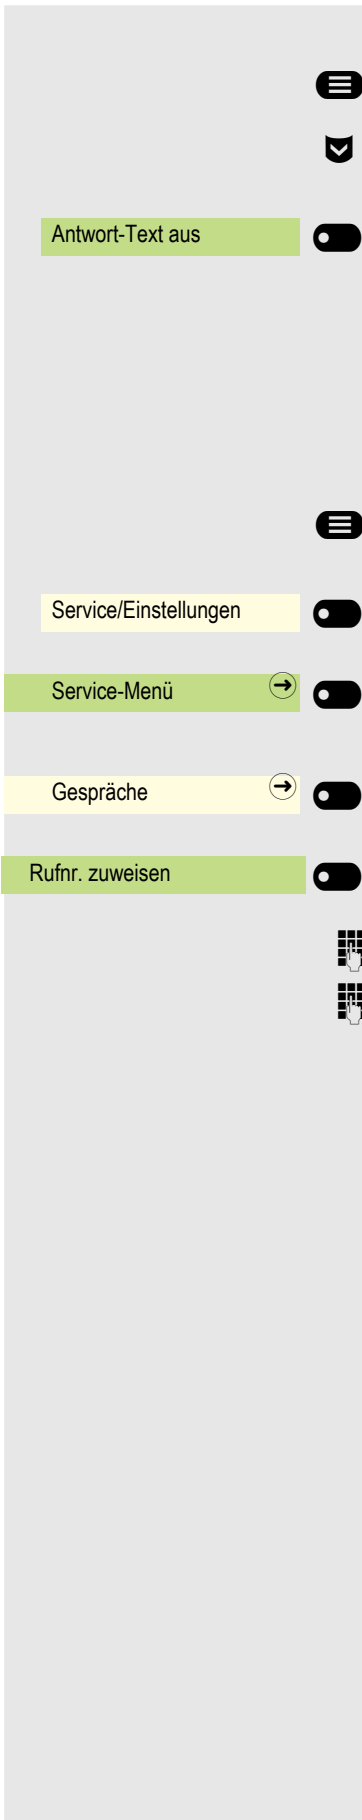 Antwort-Text aus
Service/Einstellungen
Service-Menü
Gespräche
Rufnr. zuweisen